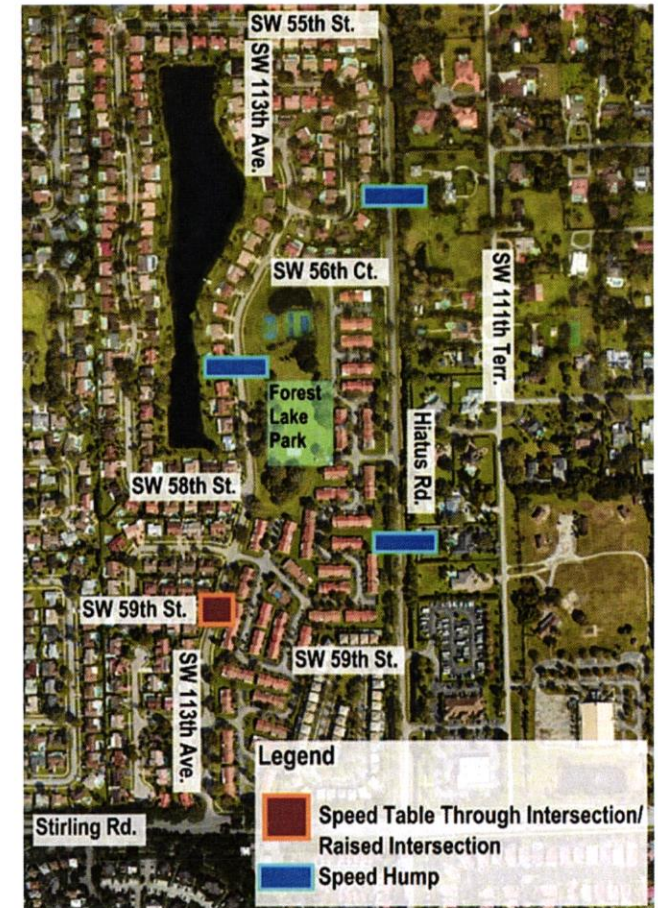 SW 55th St.
SW 113th Ave.
SW 56th Ct.
SW 111th Terr.
Forest
Lake
Park
Hiatus Rd.
SW 58th St.
SW 59th St.
SW 59th St.
SW 113th Ave.
Stirling Rd.
Legend
Speed Table Through Intersection/
Raised Intersection
Speed Hump